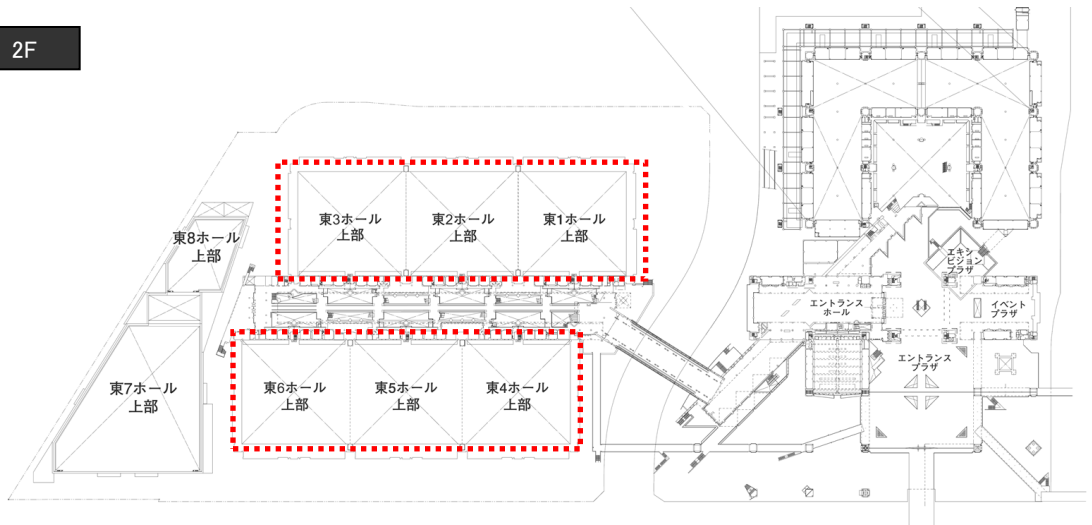 2F
東3ホール
上部
東2ホール
上部
東1ホール
上部
東8ホール
上部
エキシ
ビジョン
プラザ
エントランス
ホール
イベント
プラザ
エントランス
プラザ
東7ホール
上部
東6ホール
上部
東5ホール
上部
東4ホール
上部